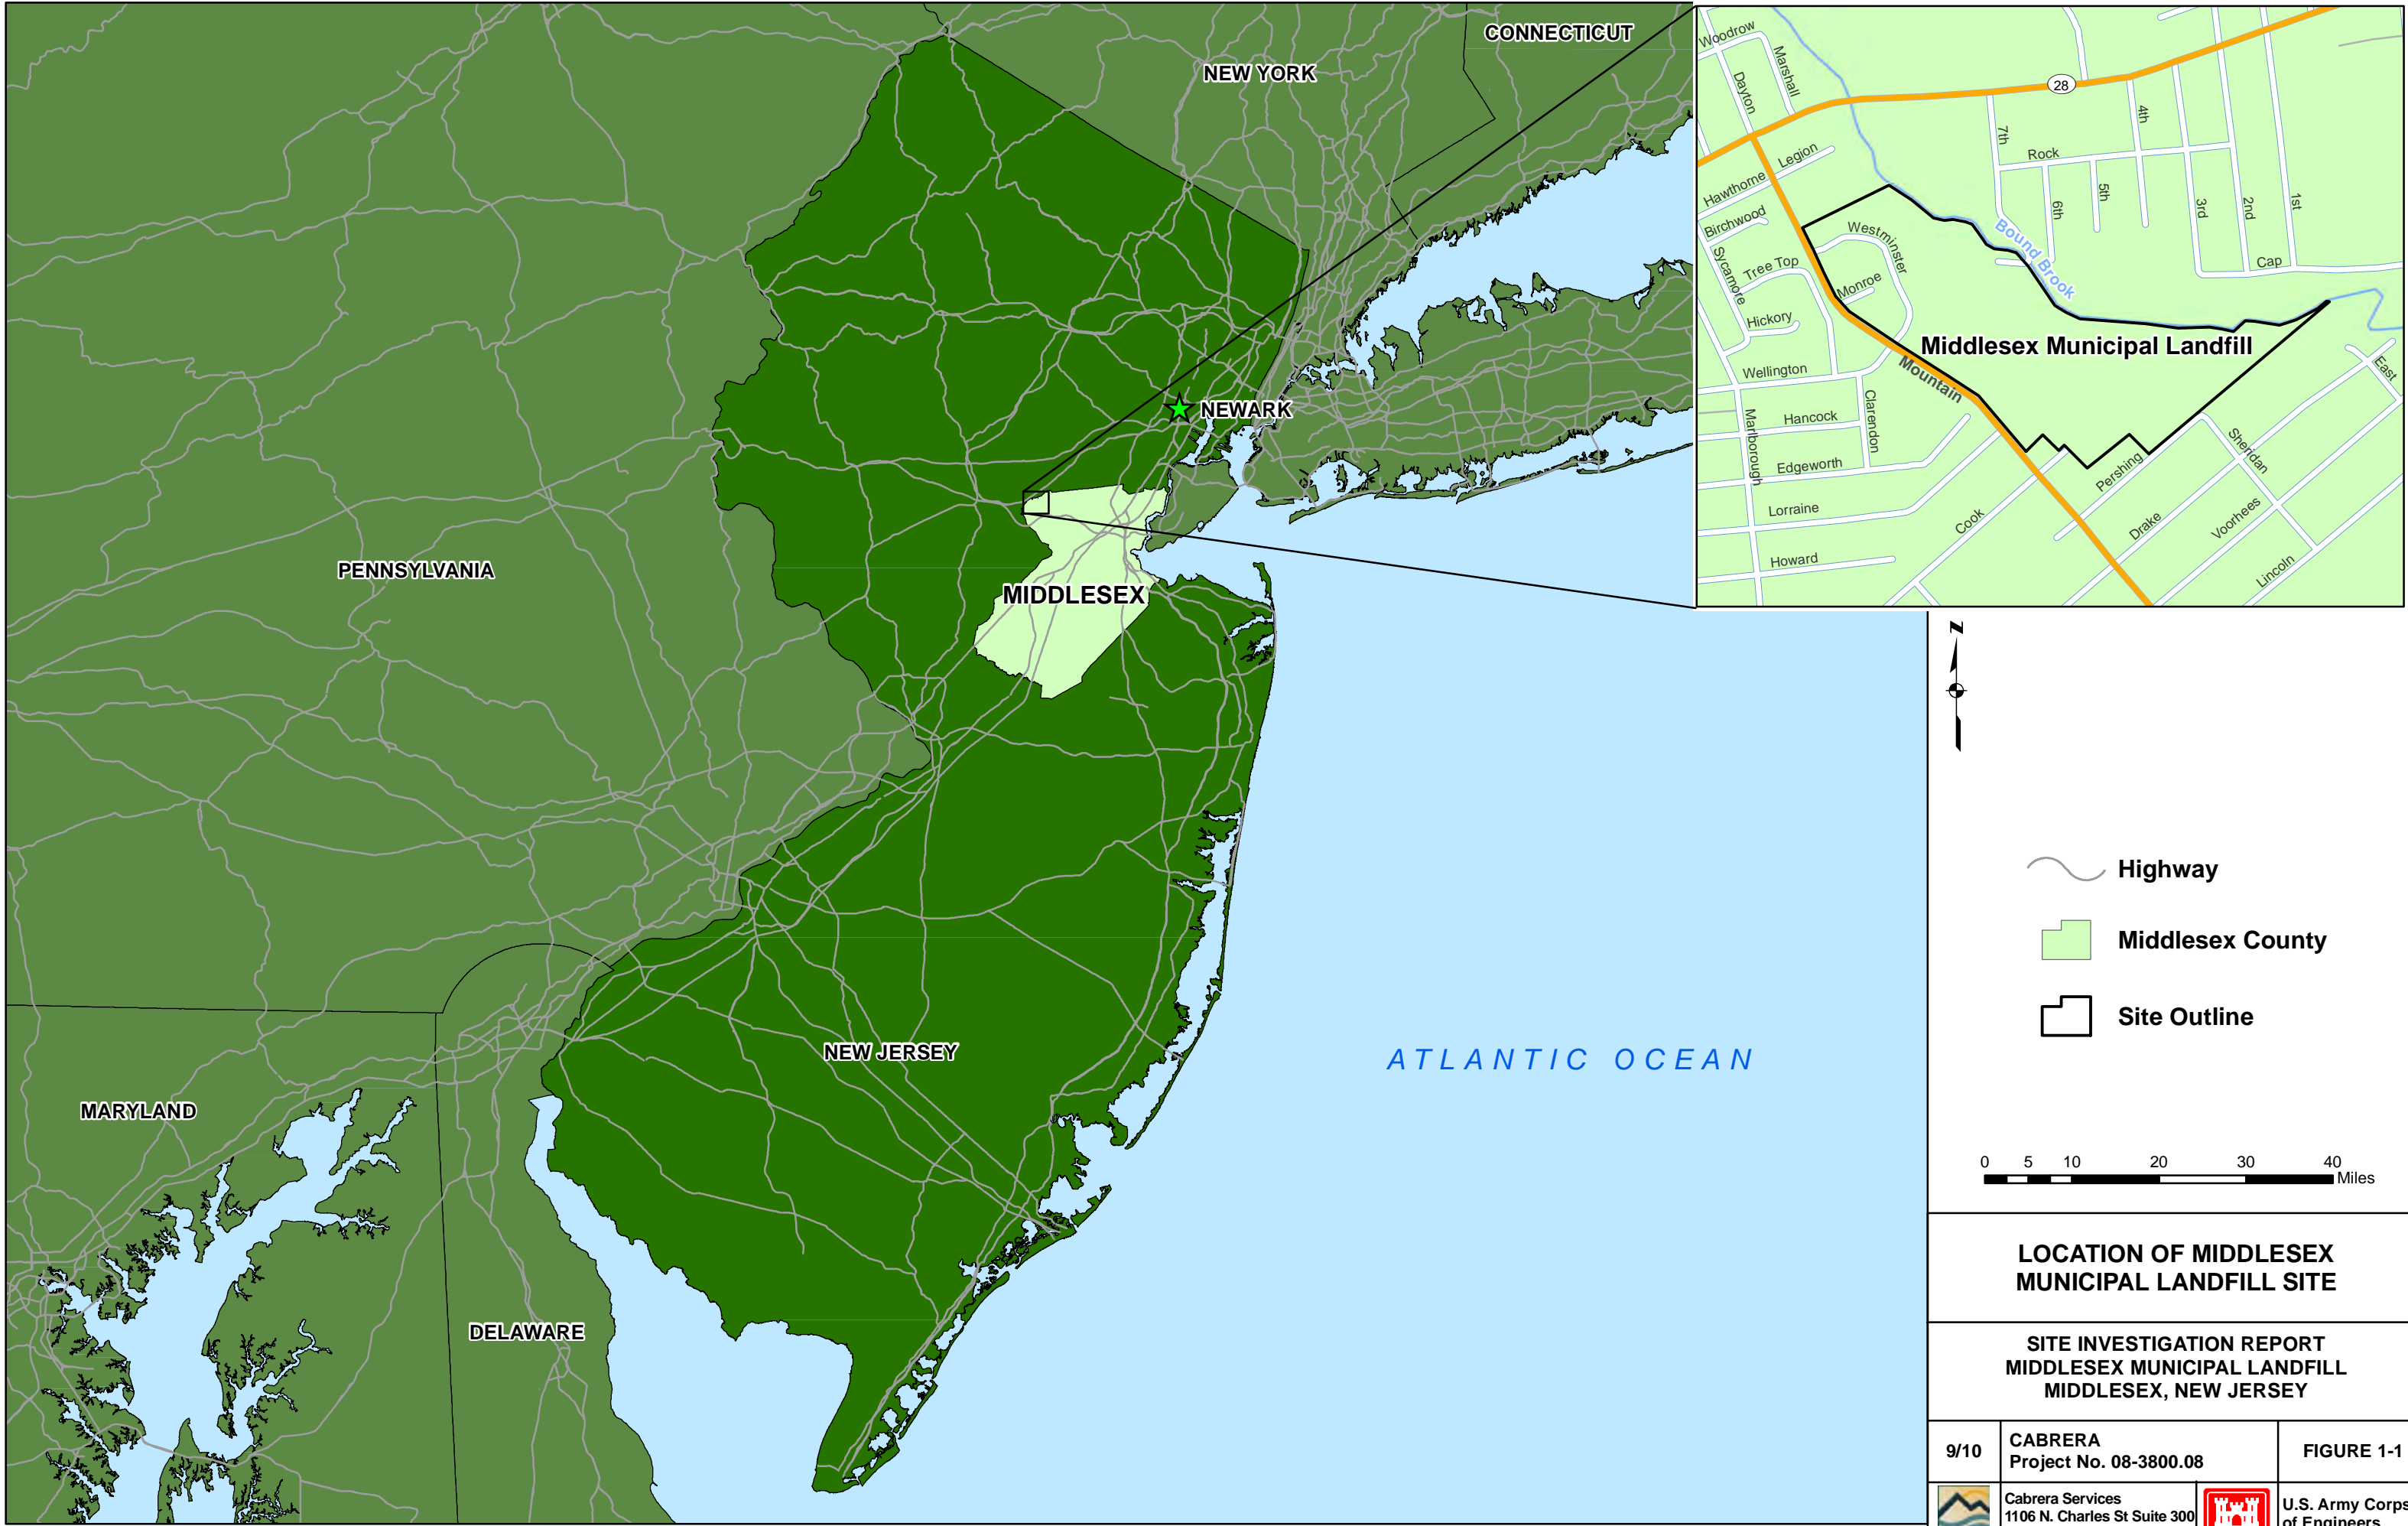 CONNECTICUT
NEW YORK
NEWARK
PENNSYLVANIA
MIDDLESEX
NEW JERSEY
MARYLAND
DELAWARE
ATLANTIC OCEAN
Woodrow
Marshall
Dayton
28
4th
7th
Legion
Rock
Hawthorne
5th
6th
3rd
2nd
1st
Birchwood
Westminster
Bound Brook
Sycamore
Tree Top
Cap
Monroe
Hickory
Middlesex Municipal Landfill
Mountain
East
Wellington
Clarendon
Hancock
Marlborough
Sheridan
Edgeworth
Pershing
Lorraine
Cook
Drake
Voorhees
Howard
Lincoln
N
Highway
Middlesex County
Site Outline
0 5 10 20 30 40
Miles
LOCATION OF MIDDLESEX
MUNICIPAL LANDFILL SITE
SITE INVESTIGATION REPORT
MIDDLESEX MUNICIPAL LANDFILL
MIDDLESEX, NEW JERSEY
9/10
CABRERA
Project No. 08-3800.08
FIGURE 1-1
Cabrera Services
1106 N. Charles St Suite 300
U.S. Army Corps
of Engineers